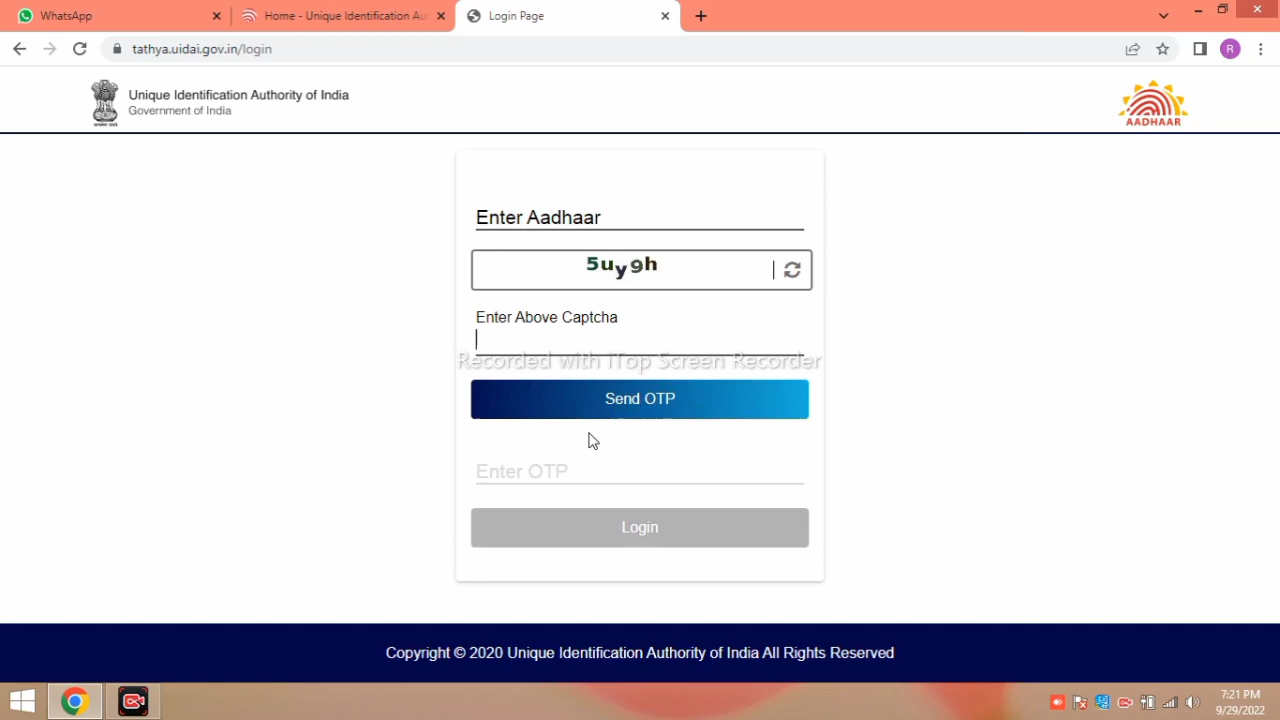 WhatsApp
Home - Unique Identification Au
Login Page
tathya.uidai.gov.in/login
R
Unique Identification Authority of India
Government of India
AADHAAR
Enter Aadhaar
5uy9h
Enter Above Captcha
Recorded with iTop Screen Recorder
Send OTP
Enter OTP
Login
Copyright © 2020 Unique Identification Authority of India All Rights Reserved
7:21 PM
9/29/2022